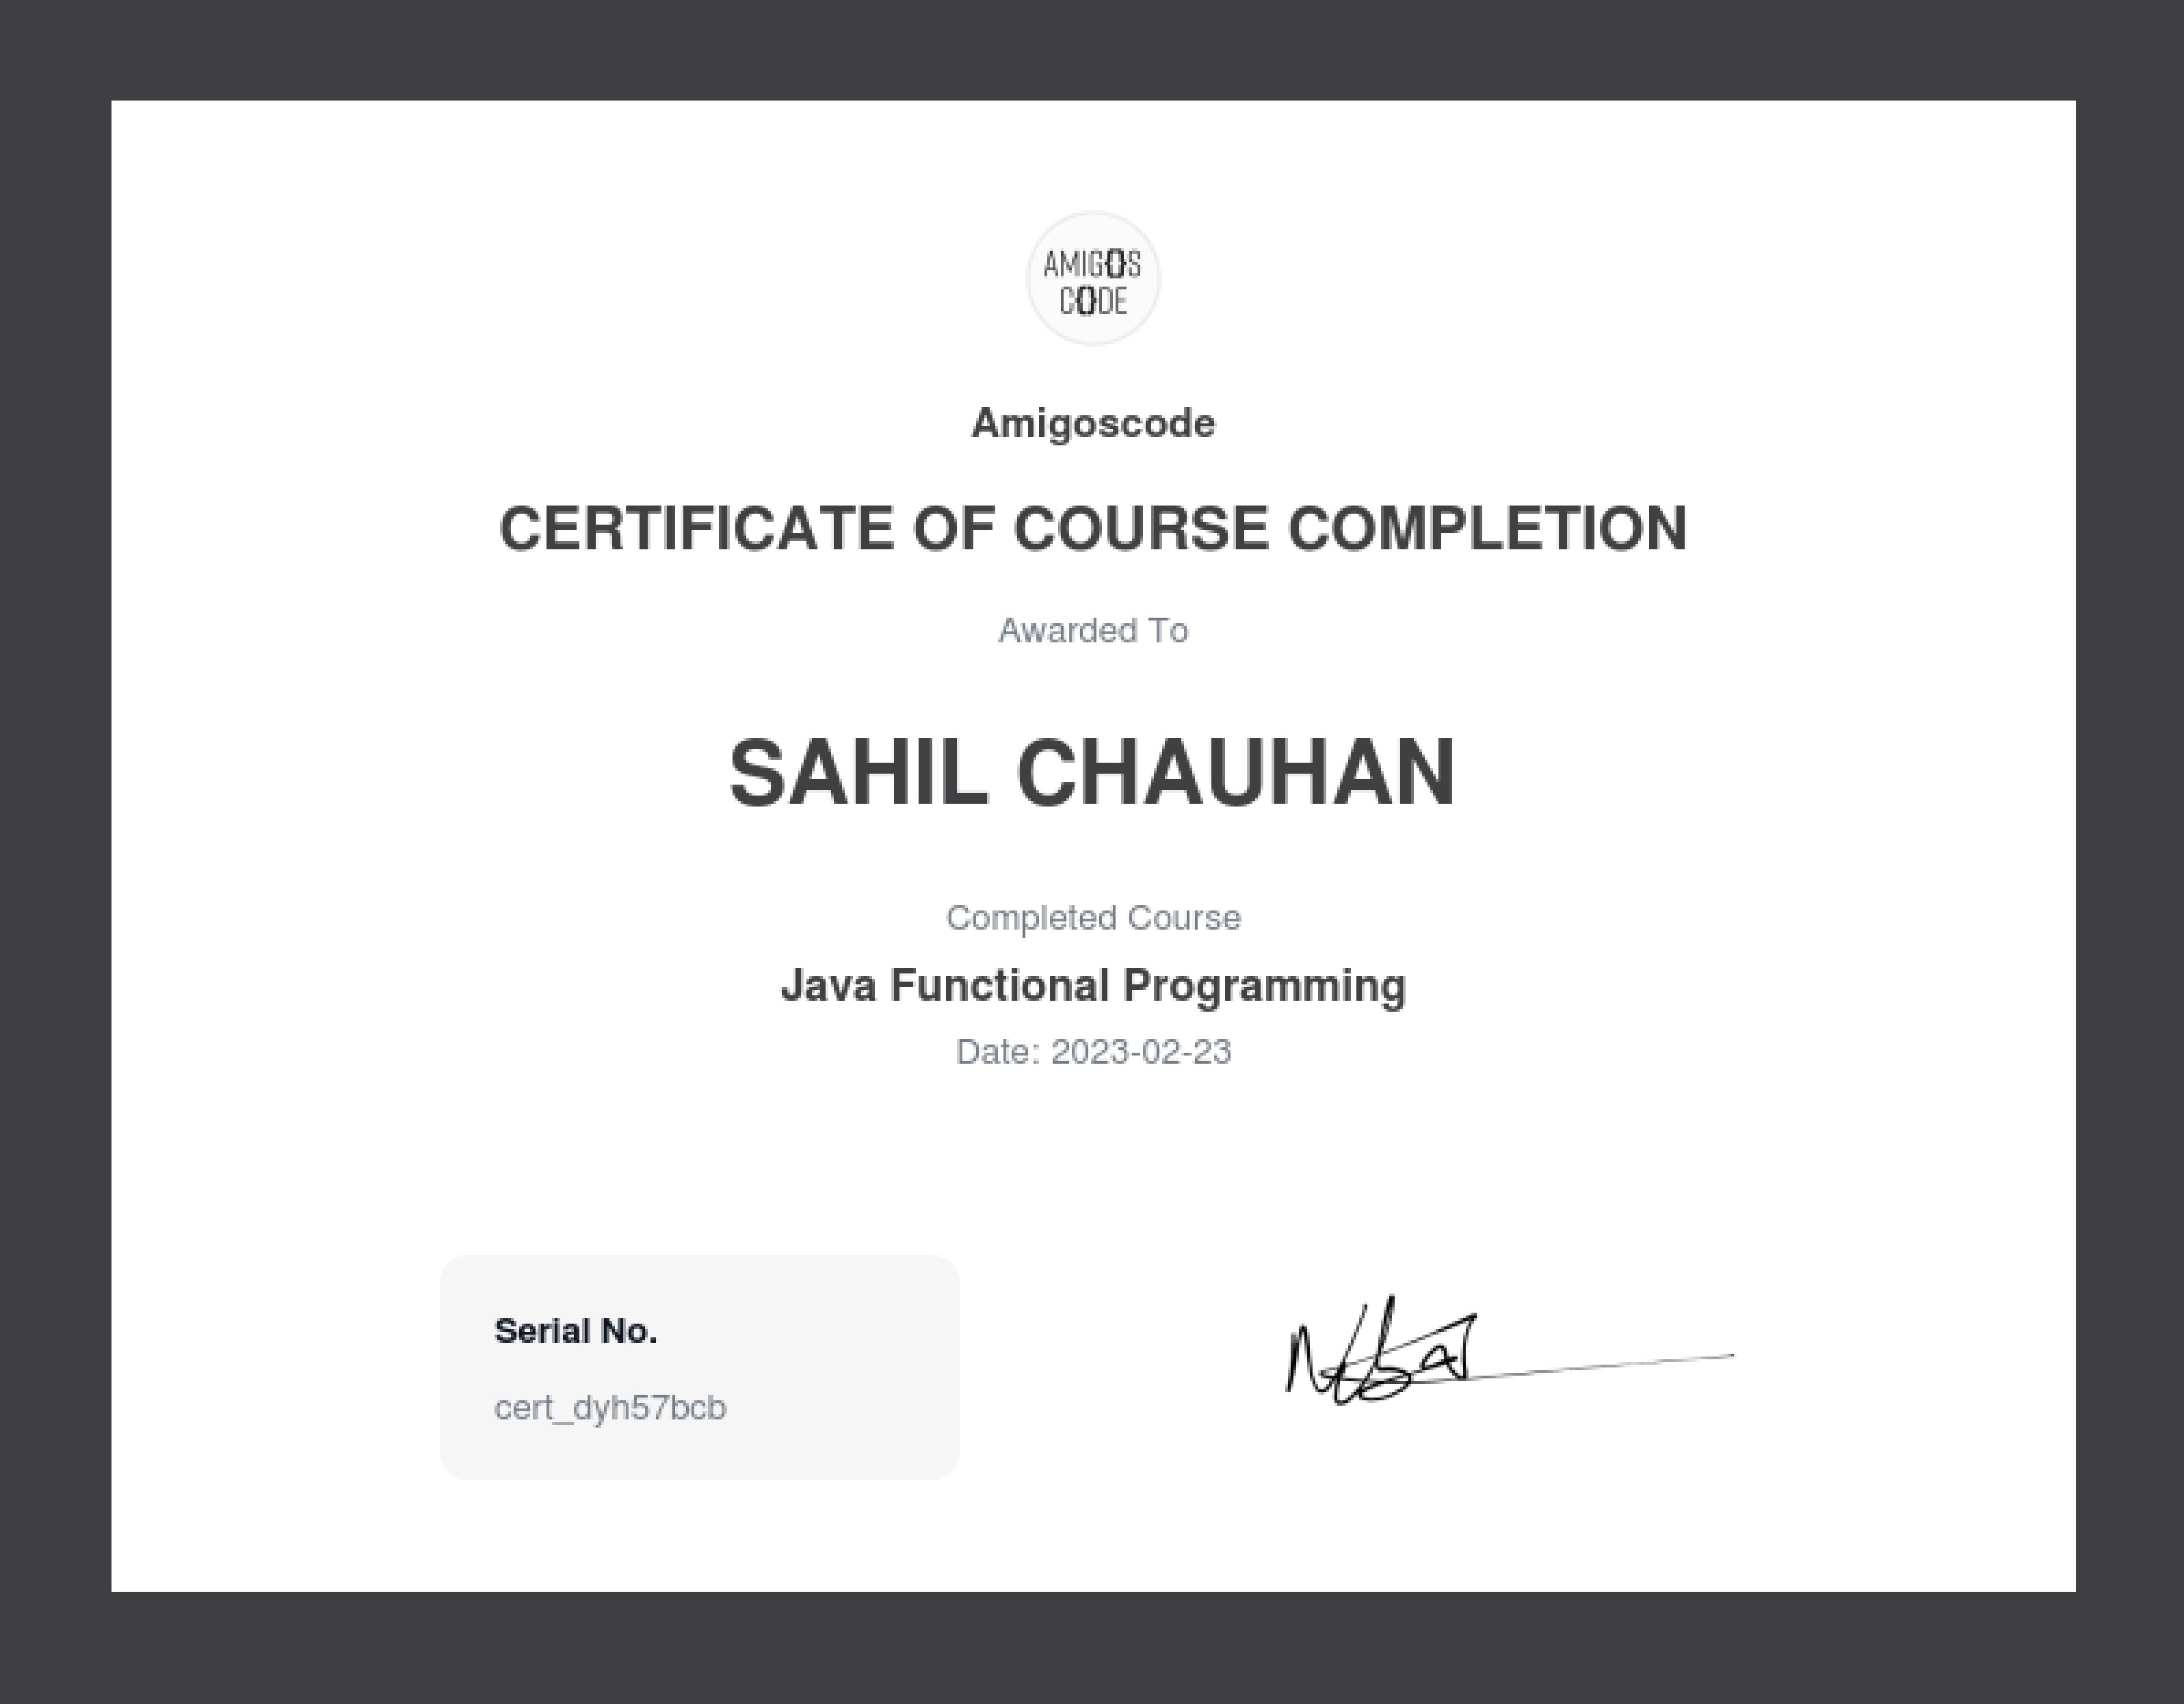 AMIGOS
CODE
Amigoscode
CERTIFICATE OF COURSE COMPLETION
Awarded To
SAHIL CHAUHAN
Completed Course
Java Functional Programming
Date: 2023-02-23
Serial No.
cert_dyh57bcb